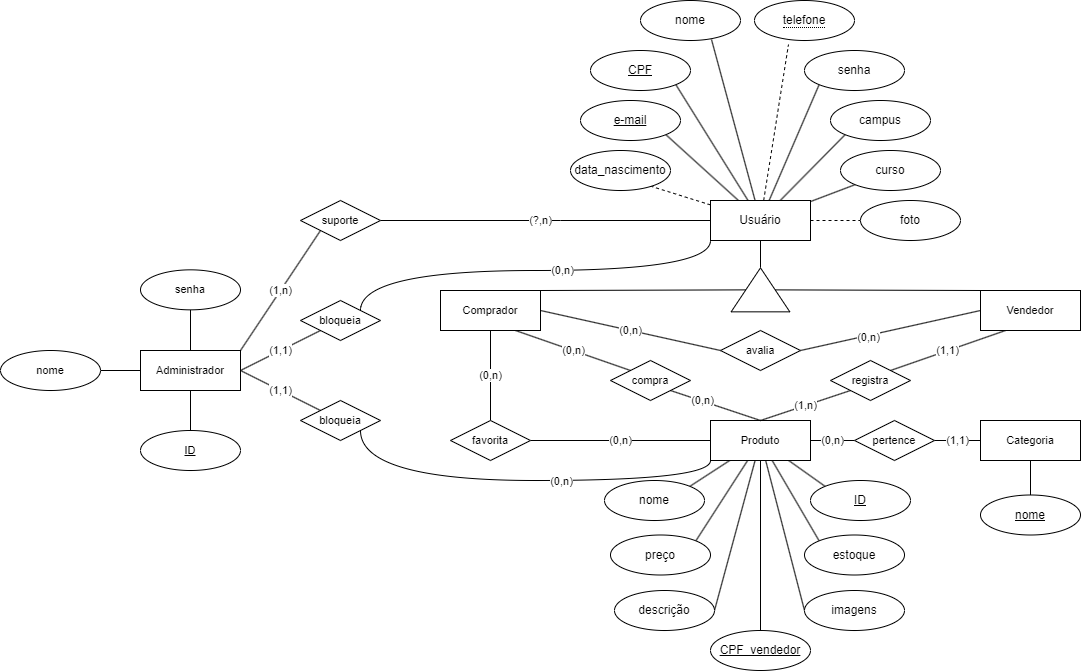 nome
telefone
CPF
senha
e-mail
campus
data_nascimento
curso
suporte
(?,n)
Usuário
foto
(0,n)
senha
(1,n)
bloqueia
Comprador
Vendedor
(0,n)
(0,n)
(1,1)
(0,n)
avalia
(1,1)
nome
Administrador
(0,n)
compra
registra
(1,1)
(0,n)
(1,n)
bloqueia
favorita
(0,n)
Produto
(0,n)
pertence
(1,1)
Categoria
ID
(0,n)
nome
ID
nome
preço
estoque
descrição
imagens
CPF_vendedor